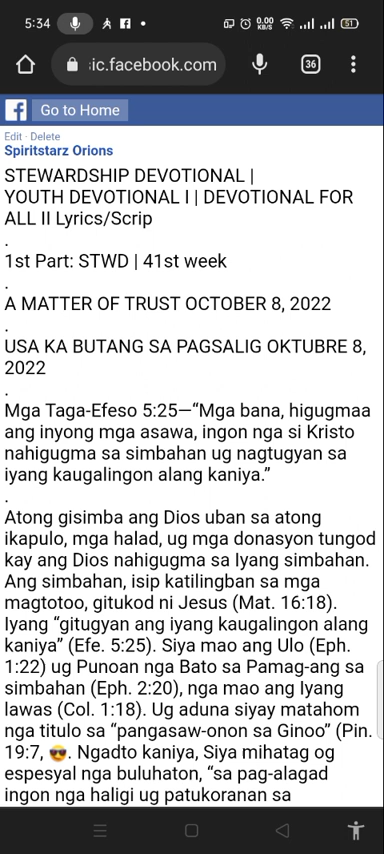 5:34
0.00
KB/S
51
sic.facebook.com
36
Go to Home
Edit · Delete
Spiritstarz Orions
STEWARDSHIP DEVOTIONAL |
YOUTH DEVOTIONAL I | DEVOTIONAL FOR
ALL II Lyrics/Scrip
.
1st Part: STWD | 41st week
.
A MATTER OF TRUST OCTOBER 8, 2022
.
USA KA BUTANG SA PAGSALIG OKTUBRE 8,
2022
.
Mga Taga-Efeso 5:25—“Mga bana, higugmaa
ang inyong mga asawa, ingon nga si Kristo
nahigugma sa simbahan ug nagtugyan sa
iyang kaugalingon alang kaniya.”
.
Atong gisimba ang Dios uban sa atong
ikapulo, mga halad, ug mga donasyon tungod
kay ang Dios nahigugma sa Iyang simbahan.
Ang simbahan, isip katilingban sa mga
magtotoo, gitukod ni Jesus (Mat. 16:18).
Iyang “gitugyan ang iyang kaugalingon alang
kaniya” (Efe. 5:25). Siya mao ang Ulo (Eph.
1:22) ug Punoan nga Bato sa Pamag-ang sa
simbahan (Eph. 2:20), nga mao ang Iyang
lawas (Col. 1:18). Ug aduna siyay matahom
nga titulo sa “pangasaw-onon sa Ginoo” (Pin.
19:7, 😎. Ngadto kaniya, Siya mihatag og
espesyal nga buluhaton, “sa pag-alagad
ingon nga haligi ug patukoranan sa